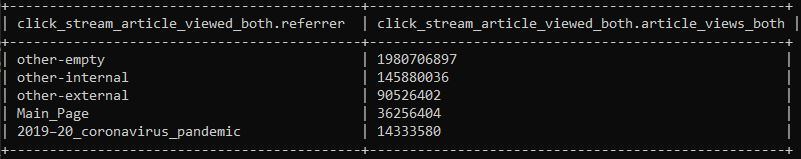 click_stream_article_viewed_both.referrer | click_stream_article_viewed_both.article_views_both |
| other-empty | 1980706897 |
| other-internal | 145880036 |
| other-external | 90526402 |
| Main_Page | 36256404 |
| 2019–20_coronavirus_pandemic | 14333580 |